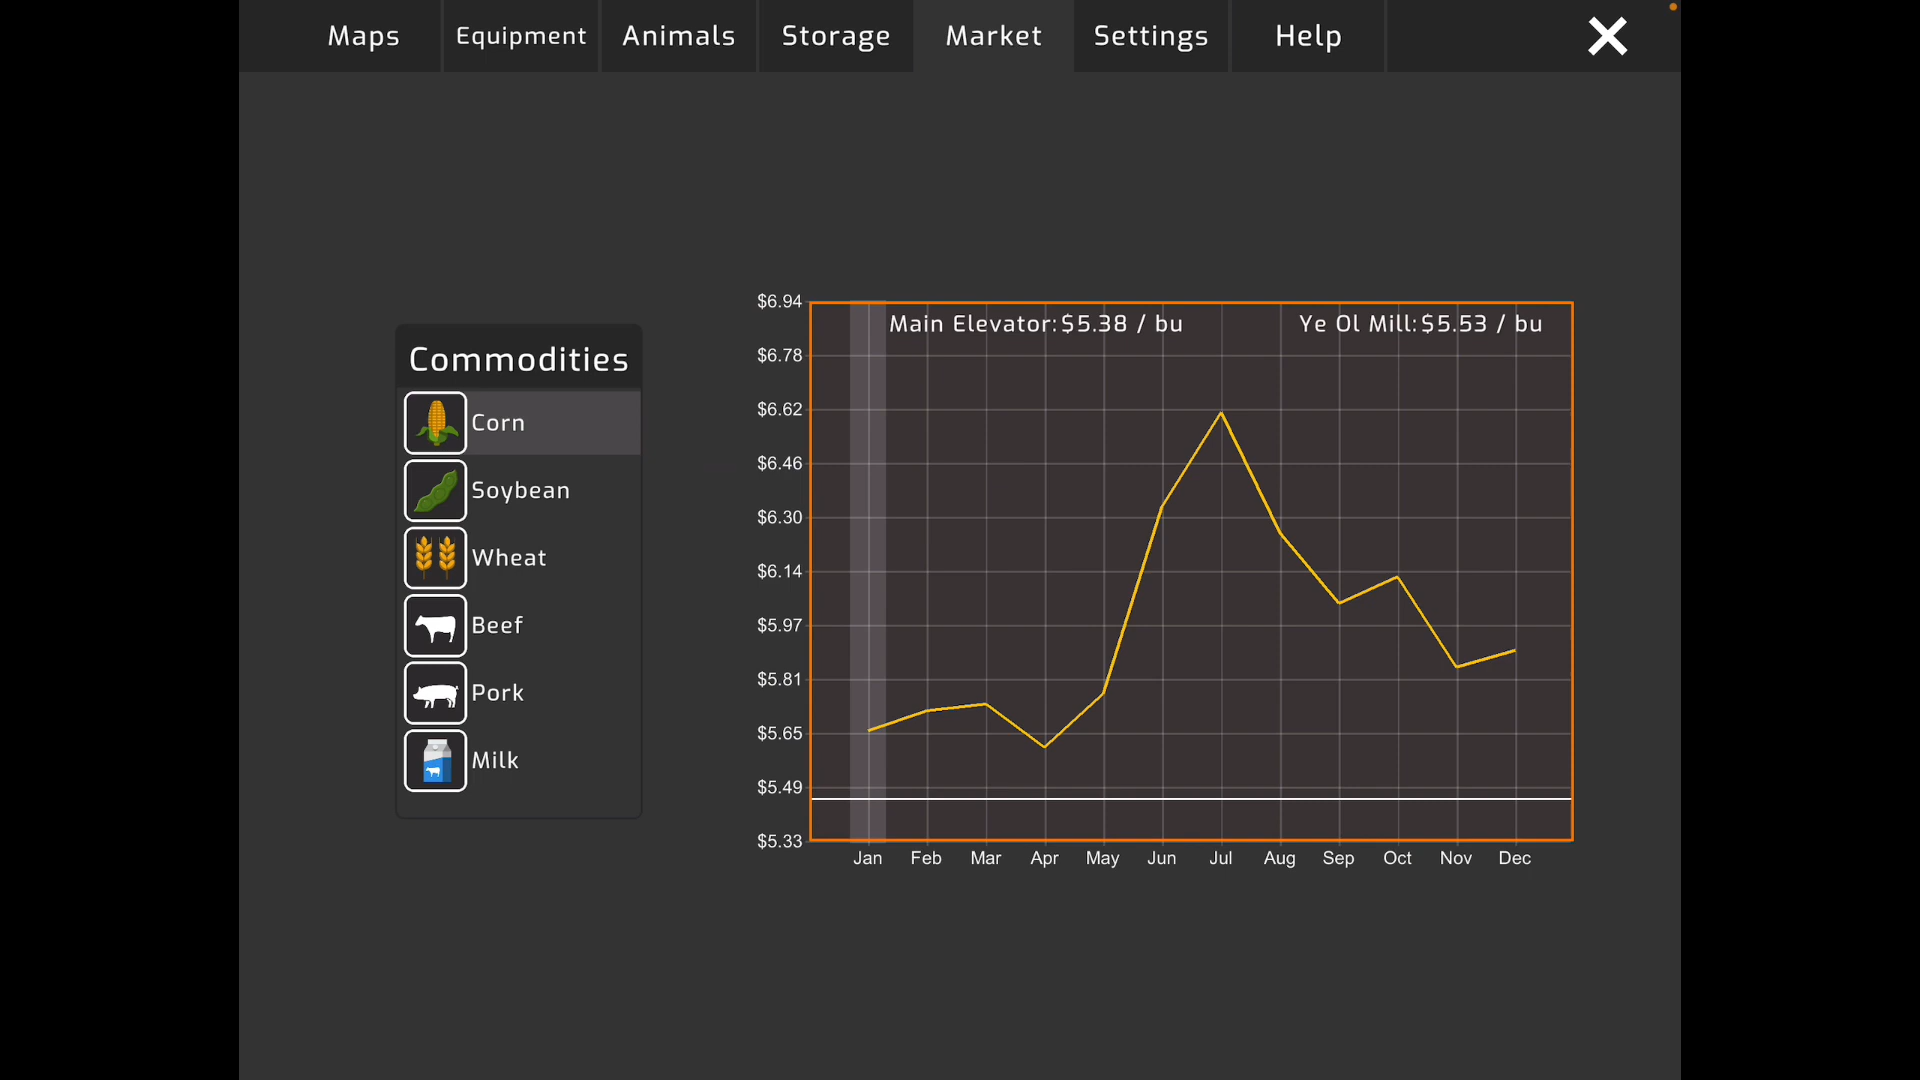 Maps Equipment Animals Storage Market Settings Help
Commodities
Corn
Soybean
Wheat
Beef
Pork
Milk
Main Elevator:$5.38 / bu Ye Ol Mill:$5.53 / bu
$6.94
$6.78
$6.62
$6.46
$6.30
$6.14
$5.97
$5.81
$5.65
$5.49
$5.33
Jan Feb Mar Apr May Jun Jul Aug Sep Oct Nov Dec